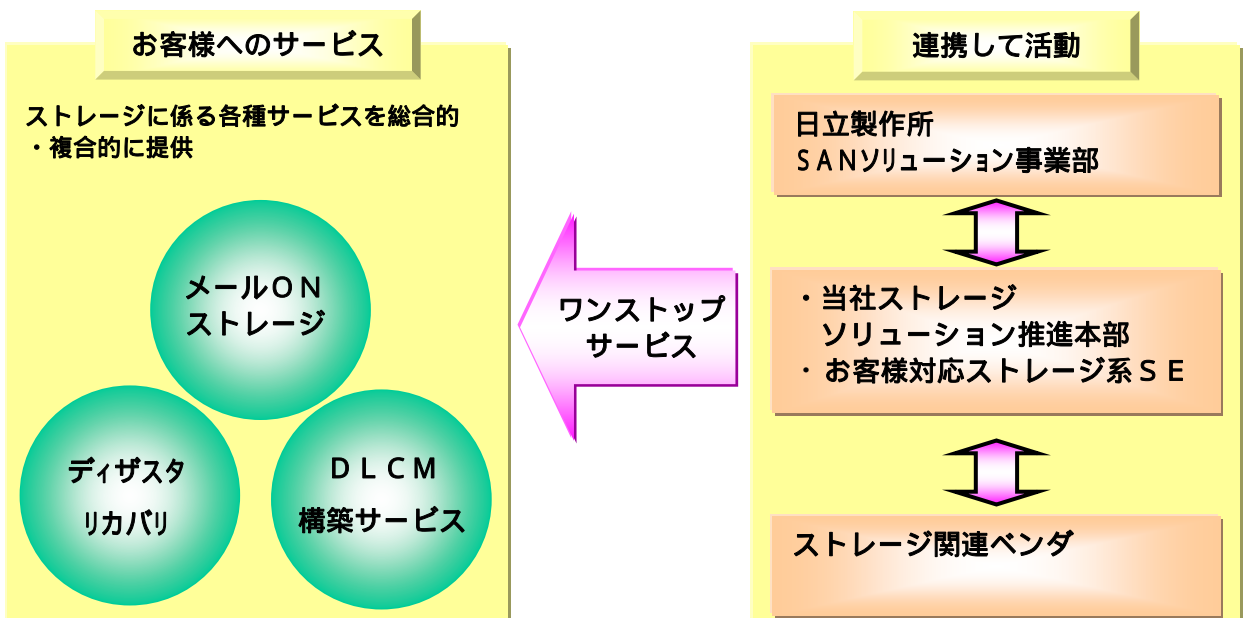 お客様へのサービス
ストレージに係る各種サービスを総合的
・複合的に提供
メールＯＮ
ストレージ
ディザスタ
リカバリ
ＤＬＣＭ
構築サービス
ワンストップ
サービス
連携して活動
日立製作所
ＳＡＮソリューション事業部
・当社ストレージ
ソリューション推進本部
・お客様対応ストレージ系ＳＥ
ストレージ関連ベンダ